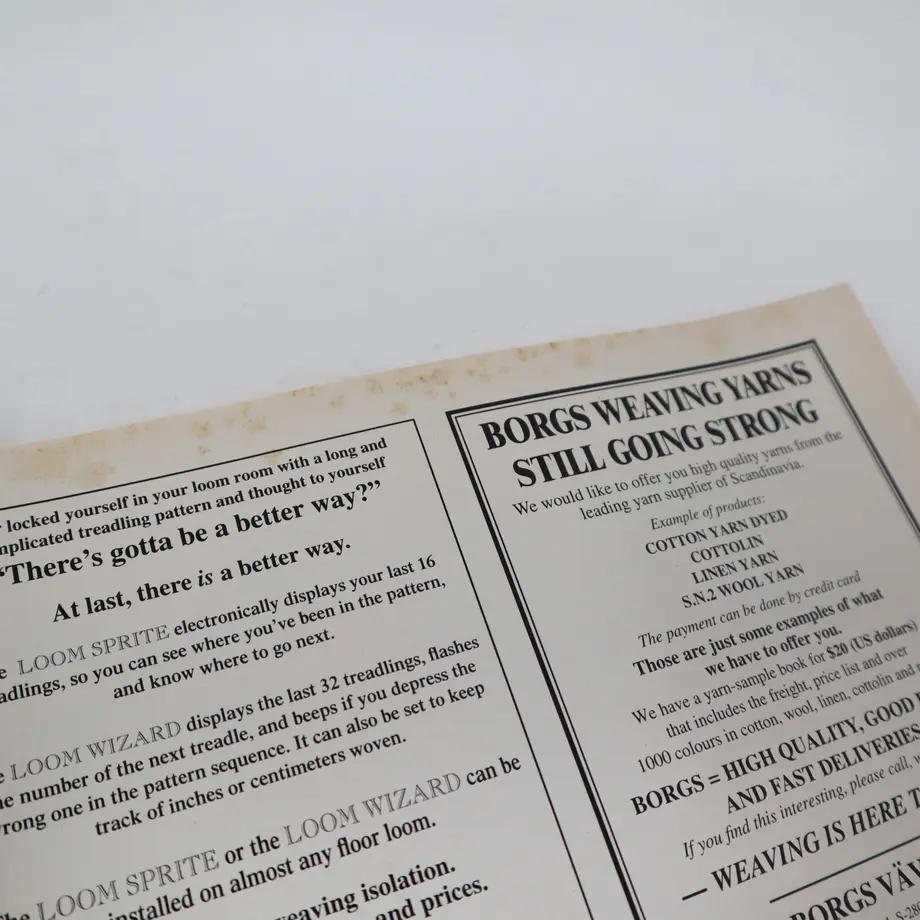 locked yourself in your loom room with a long and
treadling pattern and thought to yourself
“There’s gotta be a better way?”
At last, there is a better way.
LOOM SPRITE electronically displays your last 16
so you can see where you’ve been in the pattern,
and know where to go next.
LOOM WIZARD displays the last 32 treadlings, flashes
number of the next treadle, and beeps if you depress the
one in the pattern sequence. It can also be set to keep
track of inches or centimeters woven.
LOOM SPRITE or the LOOM WIZARD can be
installed on almost any floor loom.
isolation.
and prices.
BORGS WEAVING YARNS
STILL GOING STRONG
We would like to offer you high quality yarns from the
leading yarn supplier of Scandinavia.
Example of products:
COTTON YARN DYED
COTTOLIN
LINEN YARN
S.N.2 WOOL YARN
The payment can be done by credit card
Those are just some examples of what
we have to offer you.
We have a yarn-sample book for $20 (US dollars)
that includes the freight, price list and over
1000 colours in cotton, wool, linen, cottolin and
BORGS = HIGH QUALITY, GOOD
AND FAST DELIVERIES
If you find this interesting, please call,
— WEAVING IS HERE
BORGS